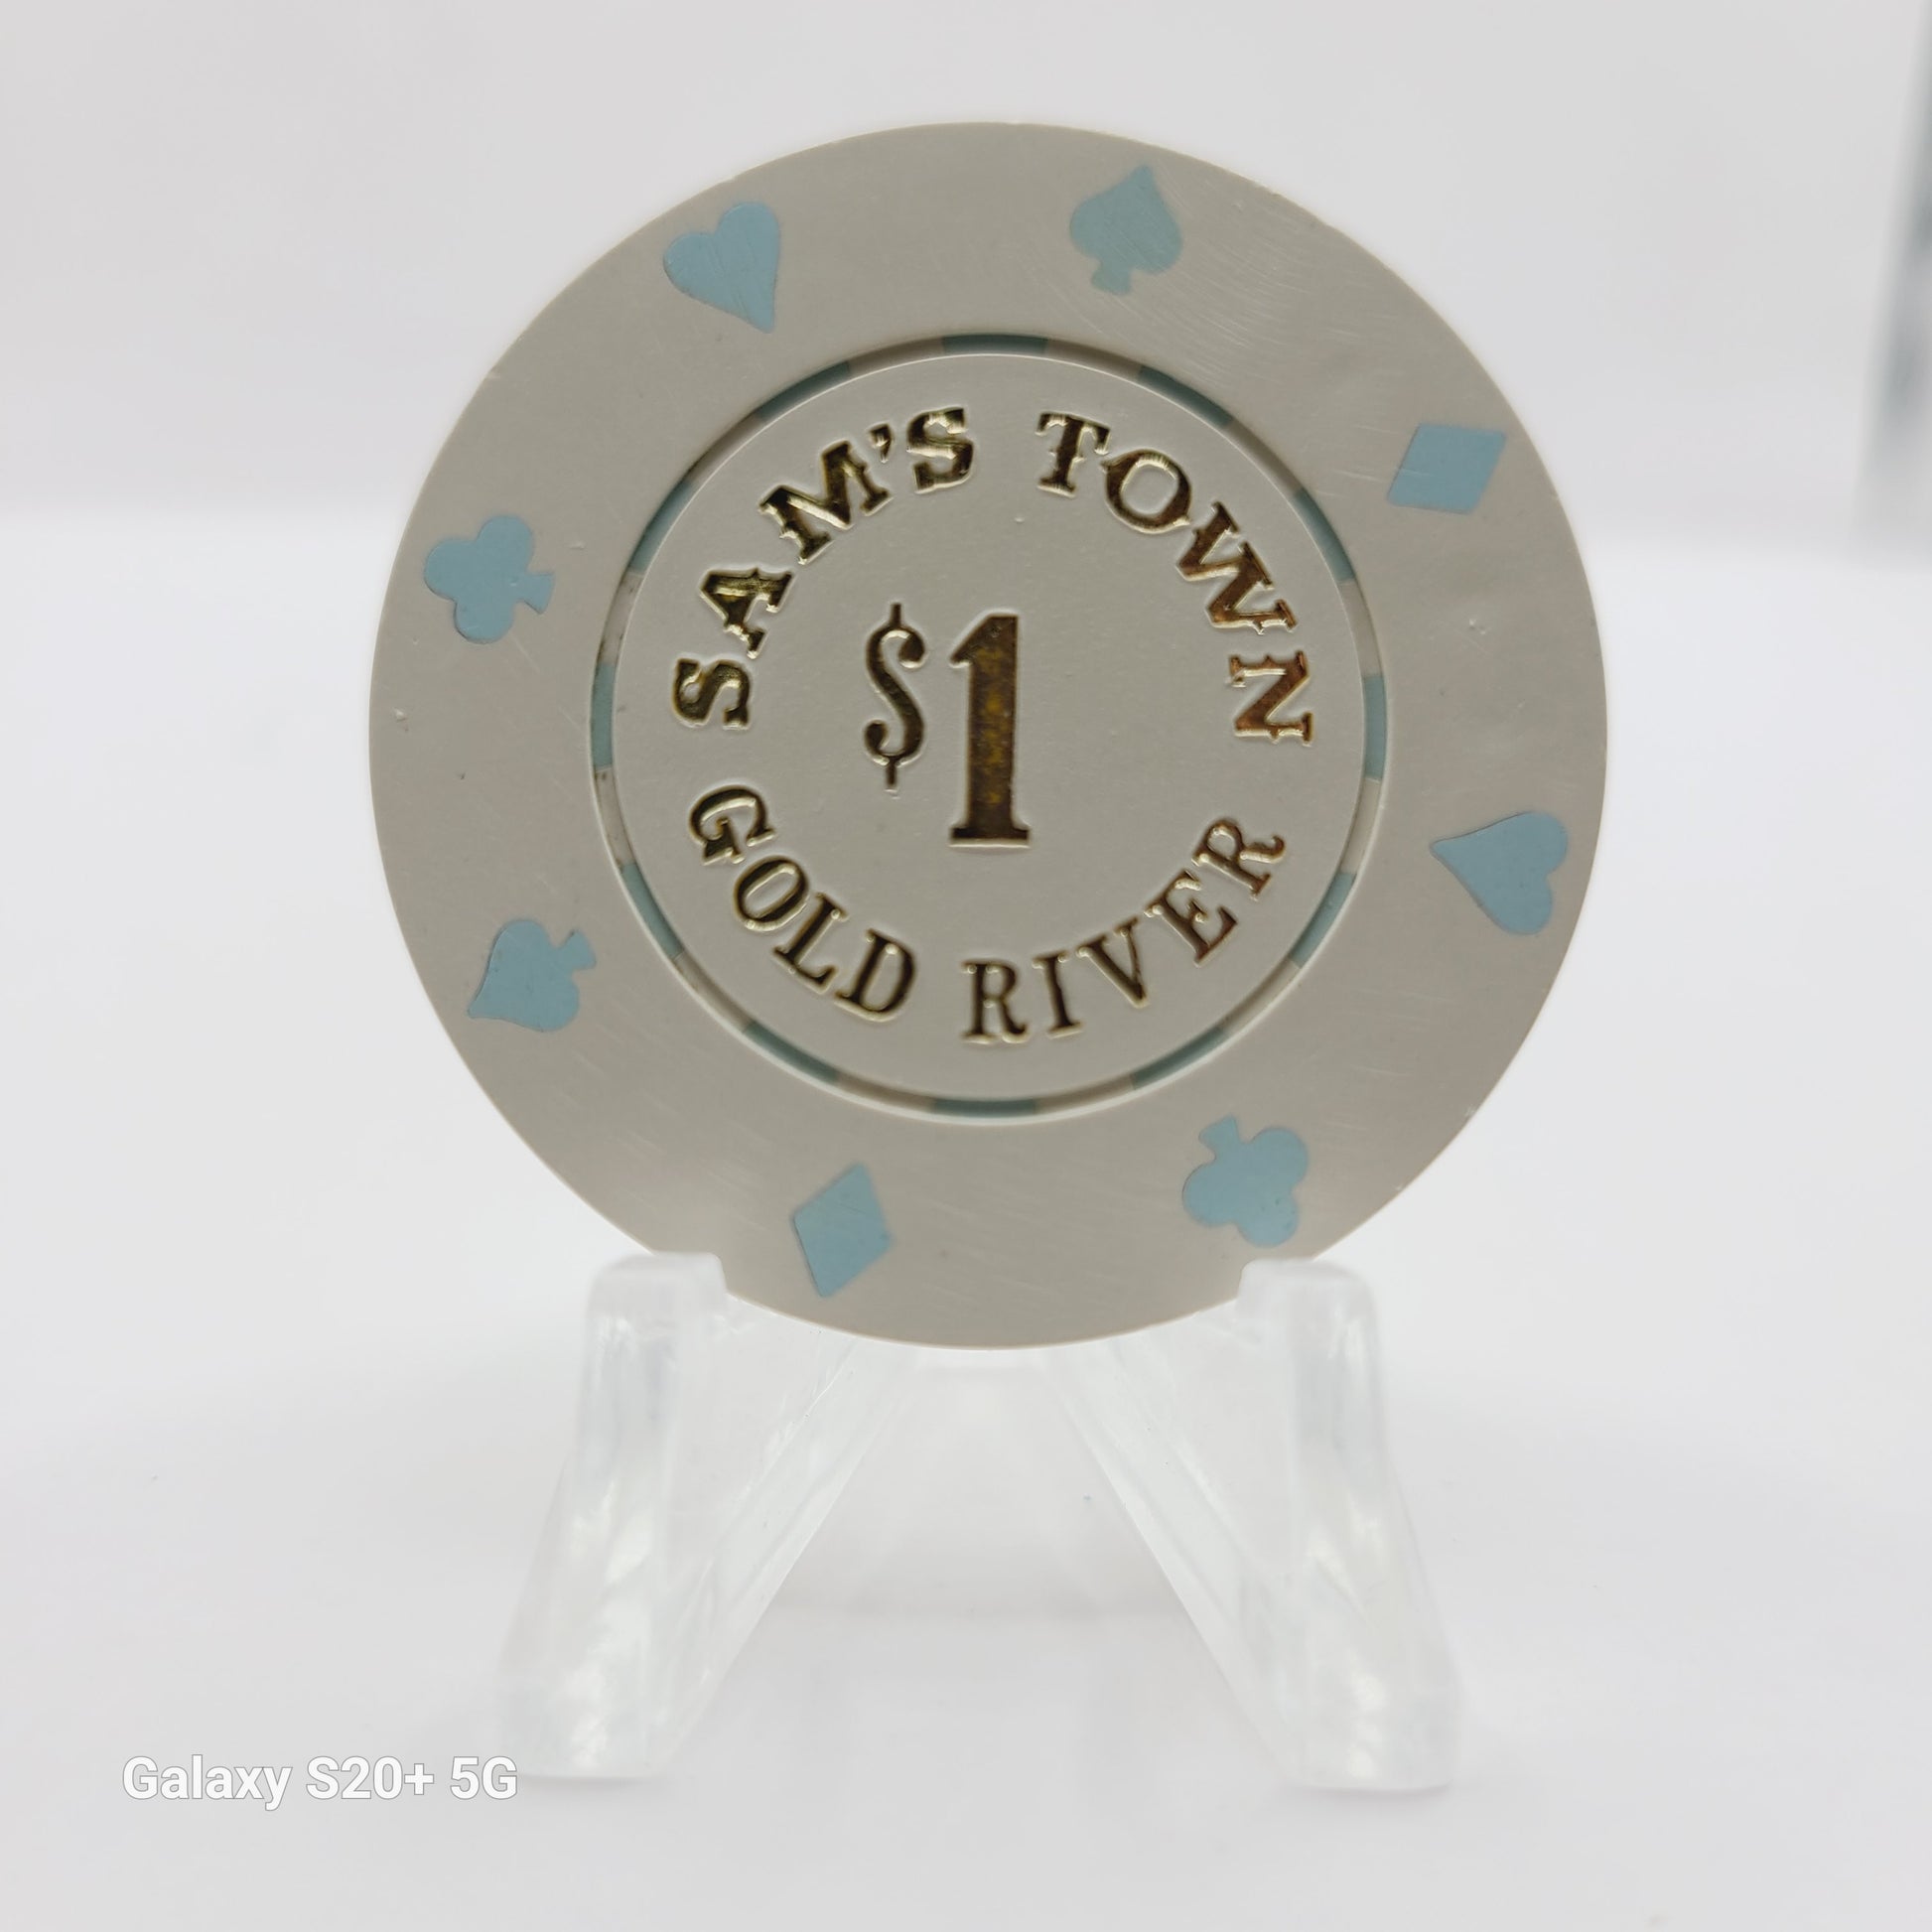 SAM'S TOWN
$1
GOLD RIVER
Galaxy S20+ 5G